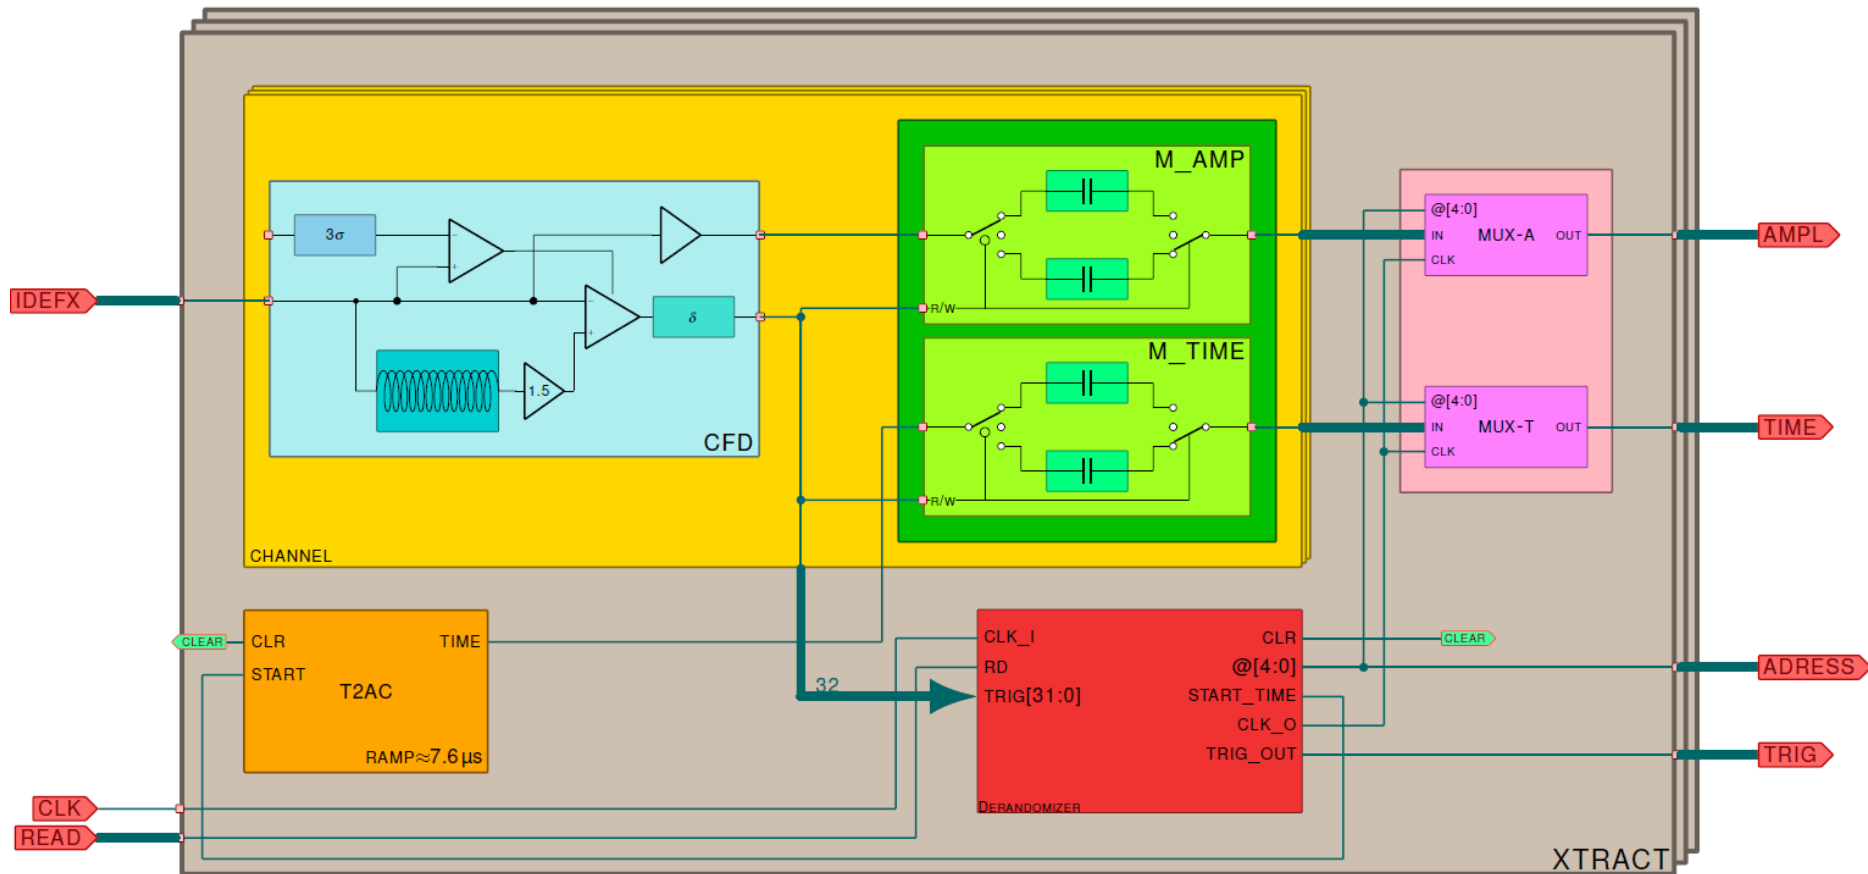 M_AMP
3σ
@[4:0]
IN
MUX-A
OUT
CLK
AMPL
-
+
IDEFX
-
+
δ
R/W
M_TIME
1.5
@[4:0]
IN
MUX-T
OUT
CLK
TIME
CFD
R/W
CHANNEL
CLEAR
CLR
TIME
START
T2AC
RAMP≈7.6 µs
32
CLK_I
RD
TRIG[31:0]
CLR
@[4:0]
START_TIME
CLK_O
TRIG_OUT
DERANDOMIZER
CLEAR
ADRESS
TRIG
CLK
READ
XTRACT